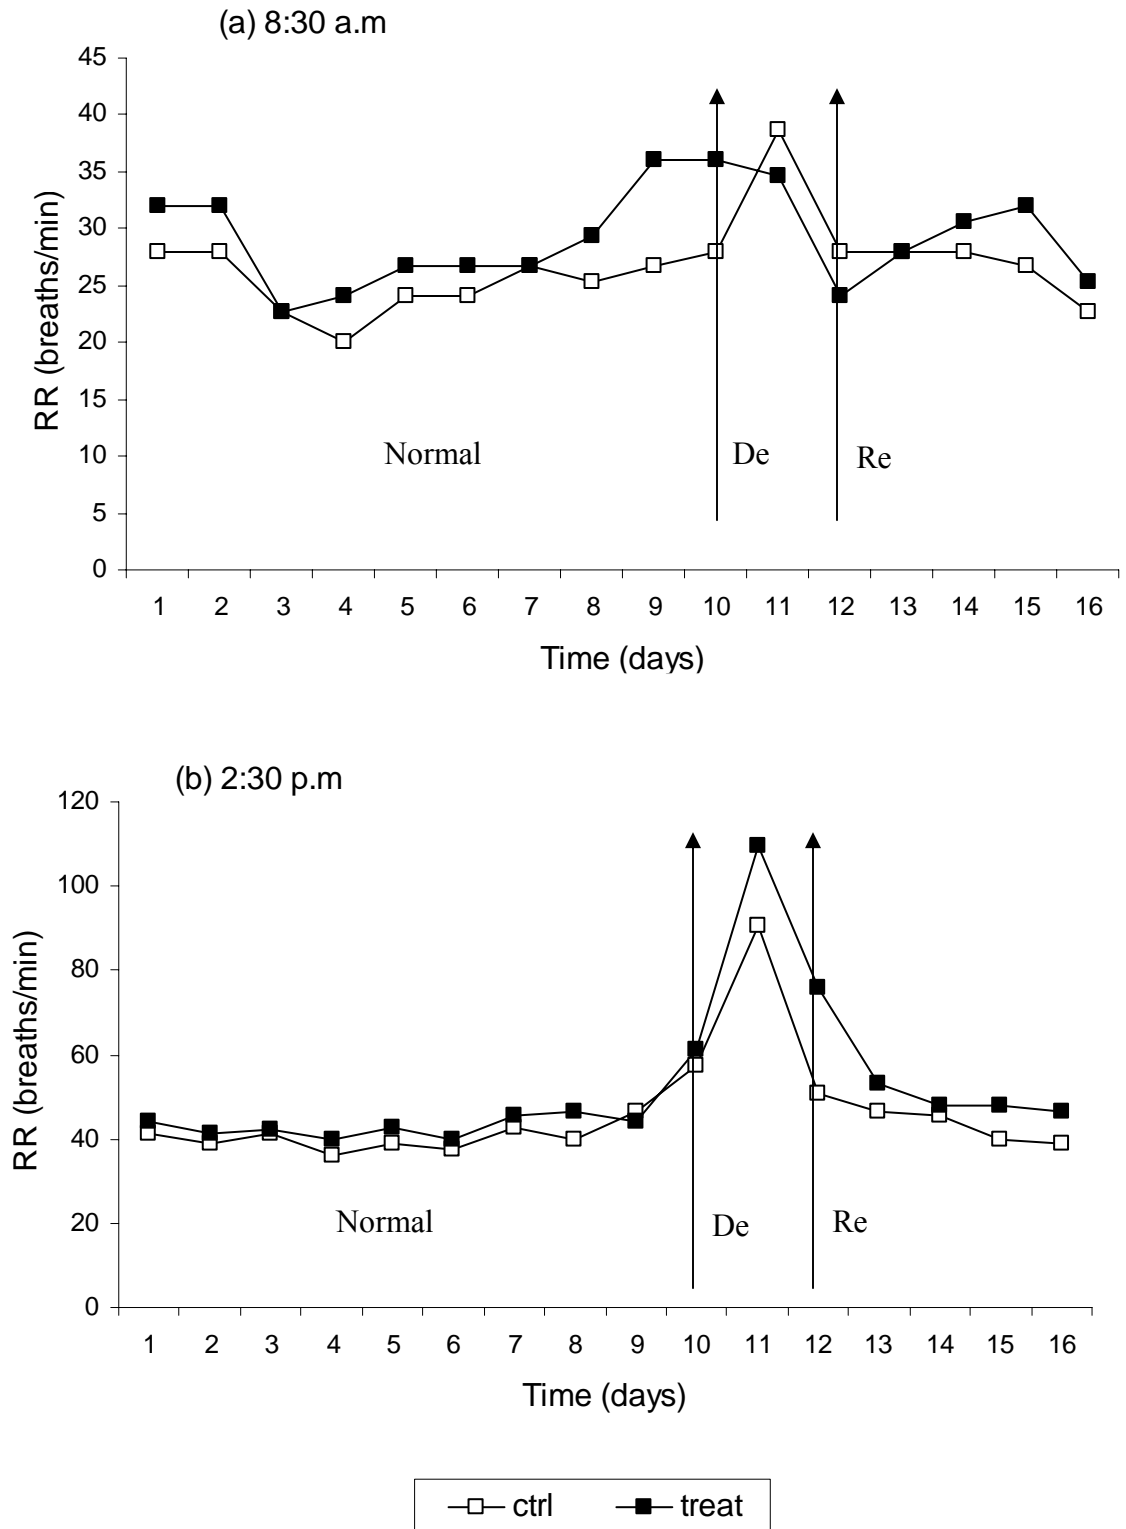 (a) 8:30 a.m
45
40
35
30
25
20
15
10
5
0
RR (breaths/min)
Normal
De
Re
1 2 3 4 5 6 7 8 9 10 11 12 13 14 15 16
Time (days)
(b) 2:30 p.m
120
100
80
60
40
20
0
RR (breaths/min)
Normal
De
Re
1 2 3 4 5 6 7 8 9 10 11 12 13 14 15 16
Time (days)
ctrl treat